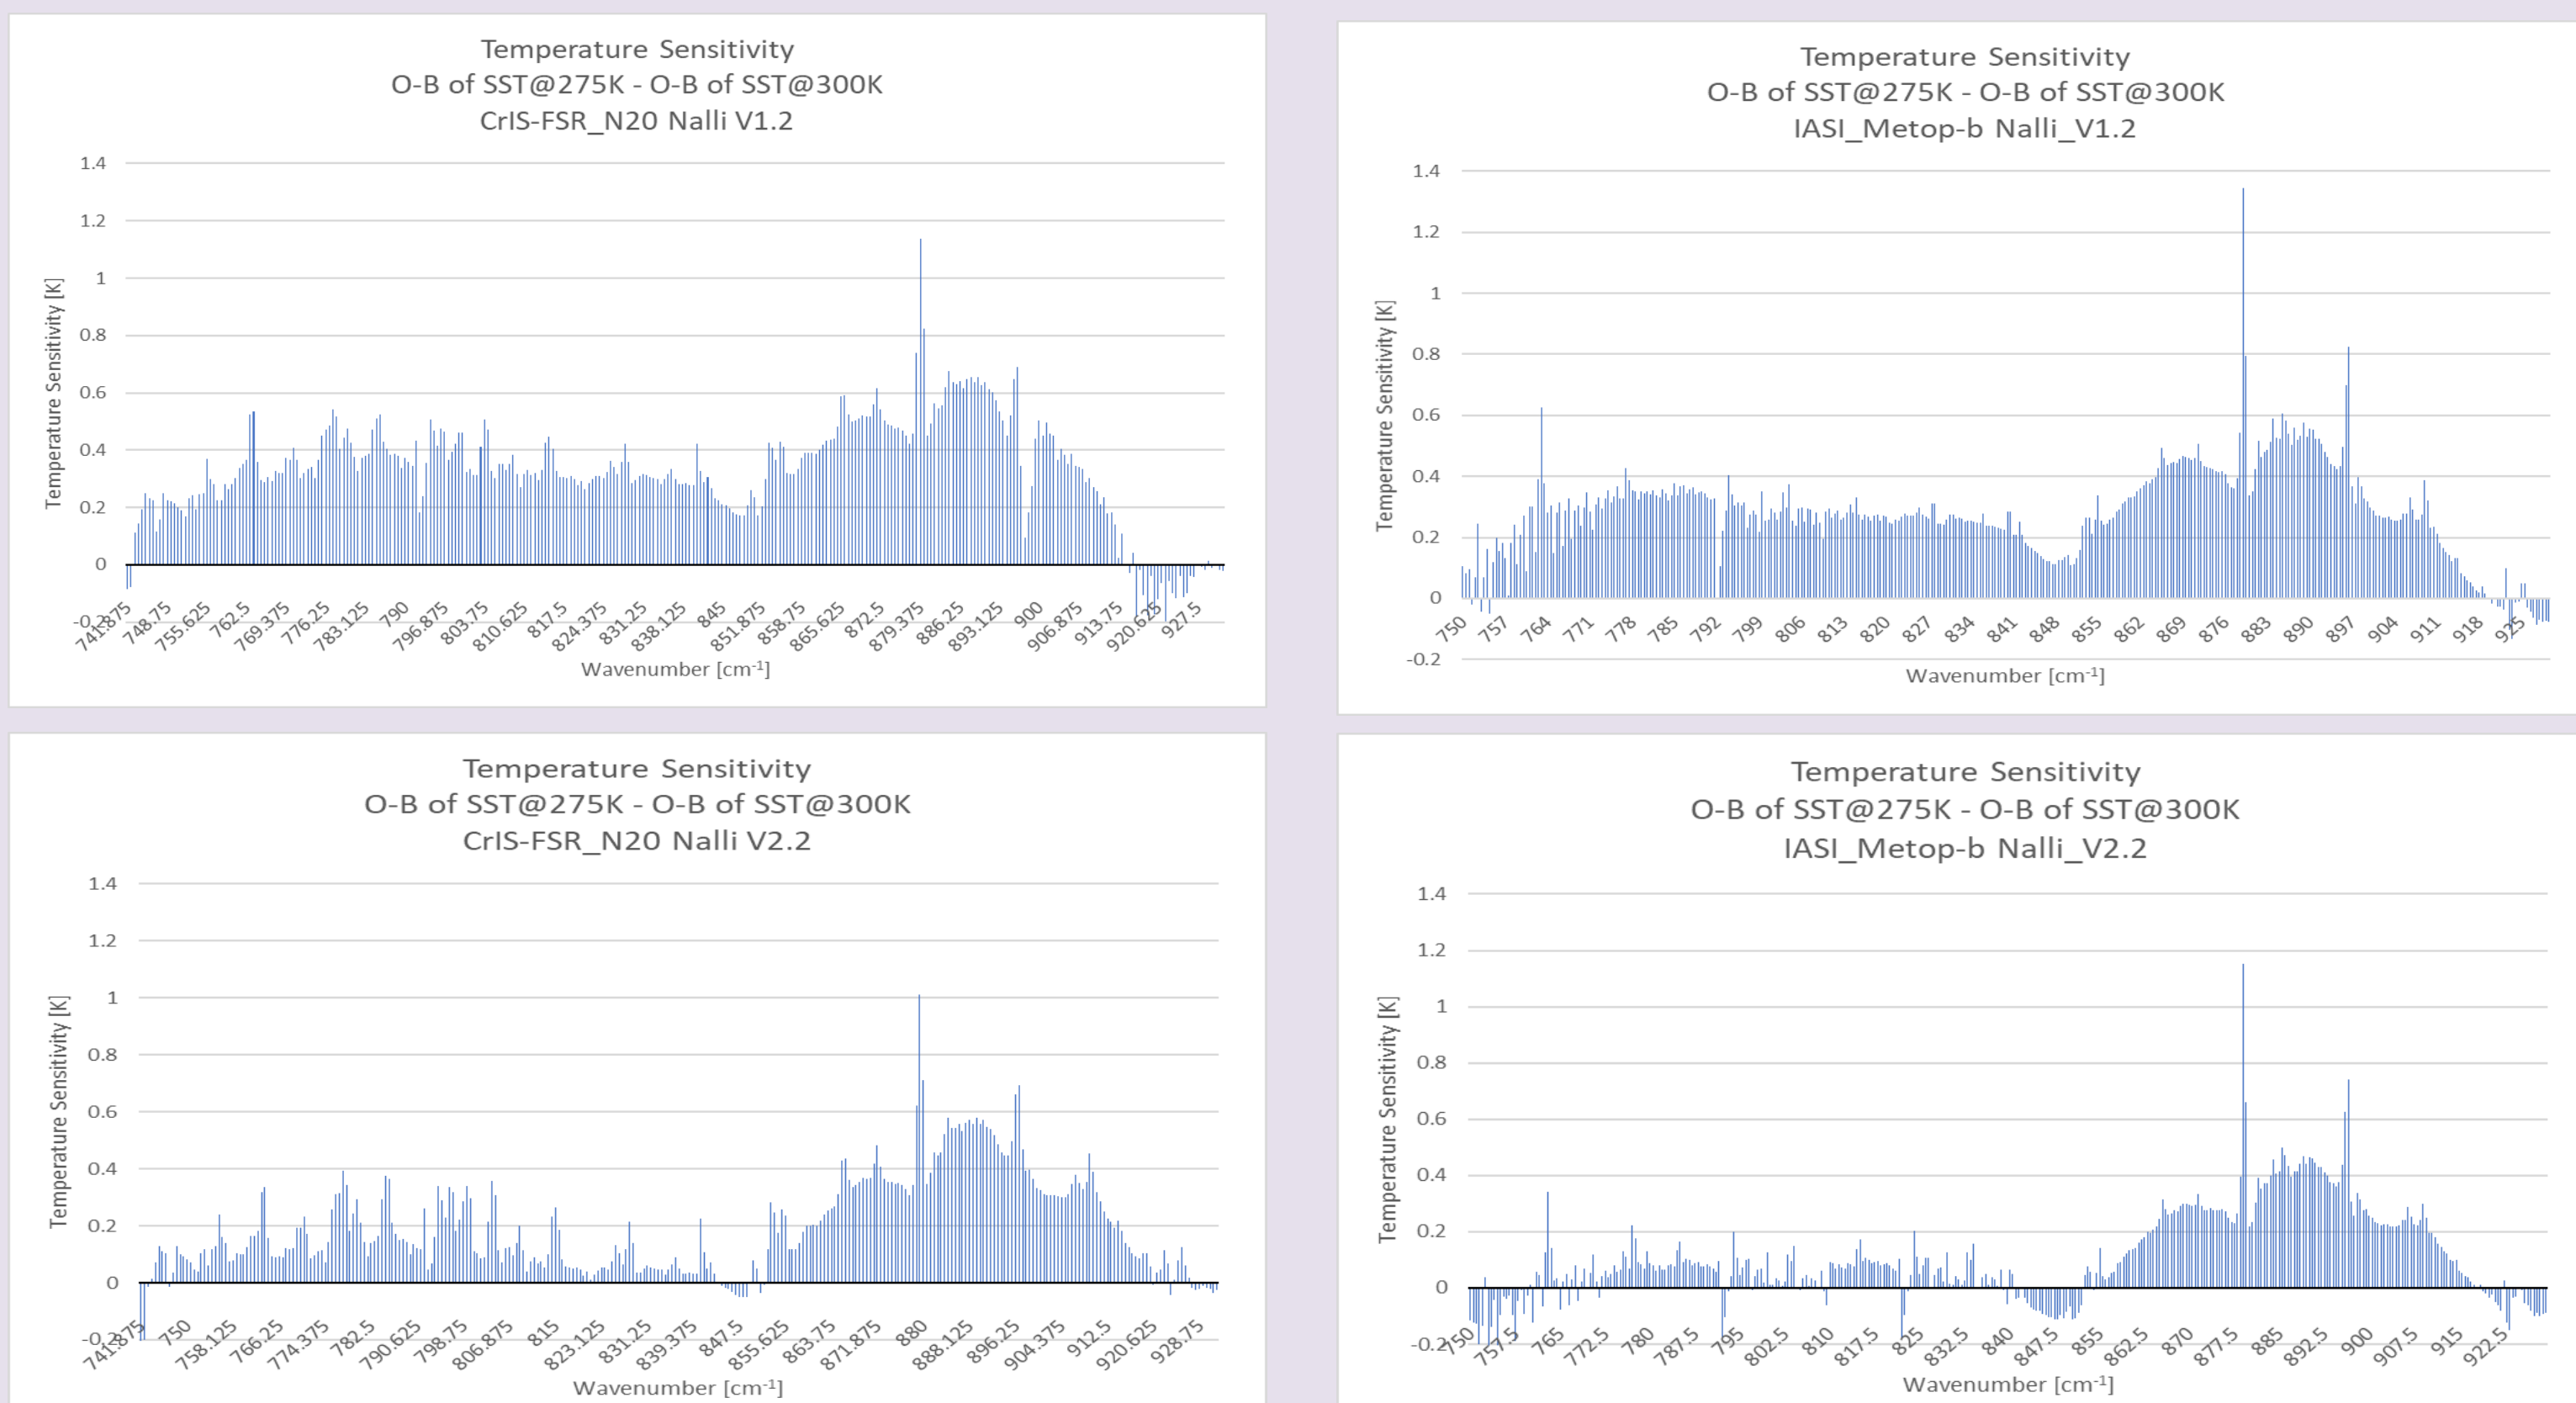 Temperature Sensitivity
O-B of SST@275K - O-B of SST@300K
CrIS-FSR_N20 Nalli V1.2
Temperature Sensitivity [K]
1.4
1.2
1
0.8
0.6
0.4
0.2
0
-0.2
741.875 748.75 755.625 762.5 769.375 776.25 783.125 790 796.875 803.75 810.625 817.5 824.375 831.25 838.125 845 851.875 858.75 865.625 872.5 879.375 886.25 893.125 900 906.875 913.75 920.625 927.5
Wavenumber [cm⁻¹]
Temperature Sensitivity
O-B of SST@275K - O-B of SST@300K
IASI_Metop-b Nalli_V1.2
Temperature Sensitivity [K]
1.4
1.2
1
0.8
0.6
0.4
0.2
0
-0.2
750 757 764 771 778 785 792 799 806 813 820 827 834 841 848 855 862 869 876 883 890 897 904 911 918 925
Wavenumber [cm⁻¹]
Temperature Sensitivity
O-B of SST@275K - O-B of SST@300K
CrIS-FSR_N20 Nalli V2.2
Temperature Sensitivity [K]
1.4
1.2
1
0.8
0.6
0.4
0.2
0
-0.2
741.875 750 758.125 766.25 774.375 782.5 790.625 798.75 806.875 815 823.125 831.25 839.375 847.5 855.625 863.75 871.875 880 888.125 896.25 904.375 912.5 920.625 928.75
Wavenumber [cm⁻¹]
Temperature Sensitivity
O-B of SST@275K - O-B of SST@300K
IASI_Metop-b Nalli_V2.2
Temperature Sensitivity [K]
1.4
1.2
1
0.8
0.6
0.4
0.2
0
-0.2
750 757.5 765 772.5 780 787.5 795 802.5 810 817.5 825 832.5 840 847.5 855 862.5 870 877.5 885 892.5 900 907.5 915 922.5
Wavenumber [cm⁻¹]